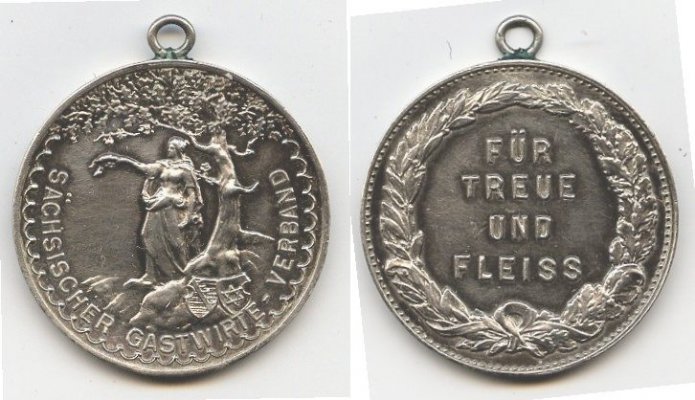 SÄCHSISCHER GASTWIRTE-VERBAND
FÜR
TREUE
UND
FLEISS